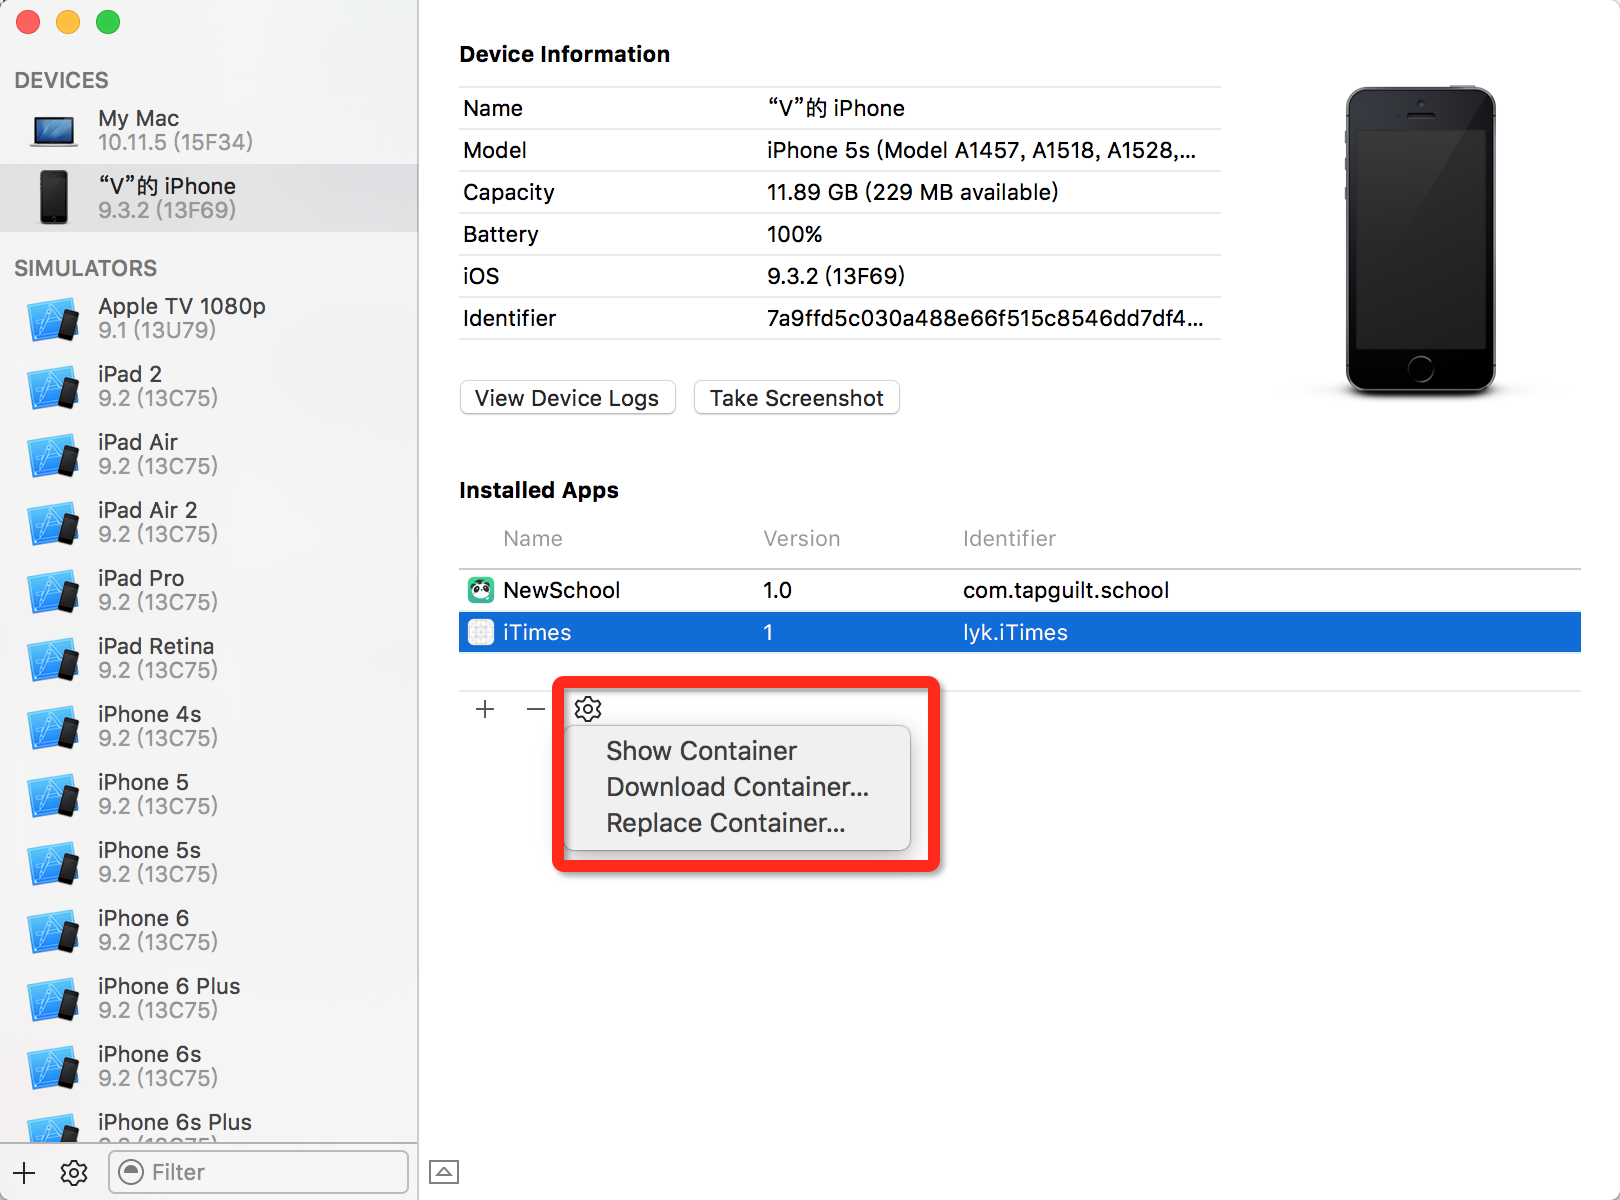 DEVICES
My Mac
10.11.5 (15F34)
“V”的 iPhone
9.3.2 (13F69)
SIMULATORS
Apple TV 1080p
9.1 (13U79)
iPad 2
9.2 (13C75)
iPad Air
9.2 (13C75)
iPad Air 2
9.2 (13C75)
iPad Pro
9.2 (13C75)
iPad Retina
9.2 (13C75)
iPhone 4s
9.2 (13C75)
iPhone 5
9.2 (13C75)
iPhone 5s
9.2 (13C75)
iPhone 6
9.2 (13C75)
iPhone 6 Plus
9.2 (13C75)
iPhone 6s
9.2 (13C75)
iPhone 6s Plus
Filter
Device Information
Name “V”的 iPhone
Model iPhone 5s (Model A1457, A1518, A1528,...
Capacity 11.89 GB (229 MB available)
Battery 100%
iOS 9.3.2 (13F69)
Identifier 7a9ffd5c030a488e66f515c8546dd7df4...
View Device Logs Take Screenshot
Installed Apps
Name Version Identifier
NewSchool 1.0 com.tapguilt.school
iTimes 1 lyk.iTimes
Show Container
Download Container...
Replace Container...